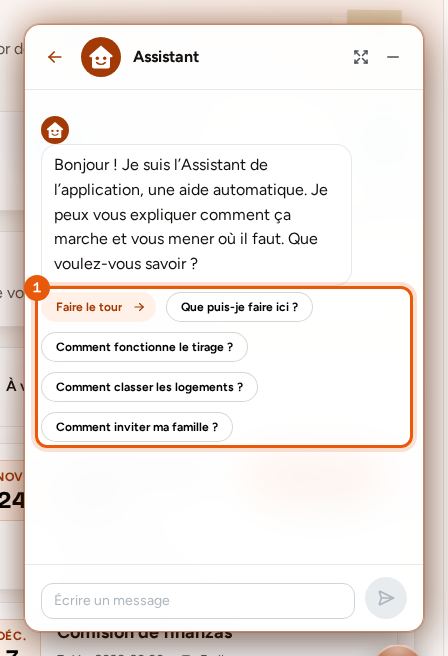 Assistant
Bonjour ! Je suis l’Assistant de
l’application, une aide automatique. Je
peux vous expliquer comment ça
marche et vous mener où il faut. Que
voulez-vous savoir ?
1
Faire le tour →
Que puis-je faire ici ?
Comment fonctionne le tirage ?
Comment classer les logements ?
Comment inviter ma famille ?
Écrire un message
NOV
24
DÉC.
Comisión de finanzas